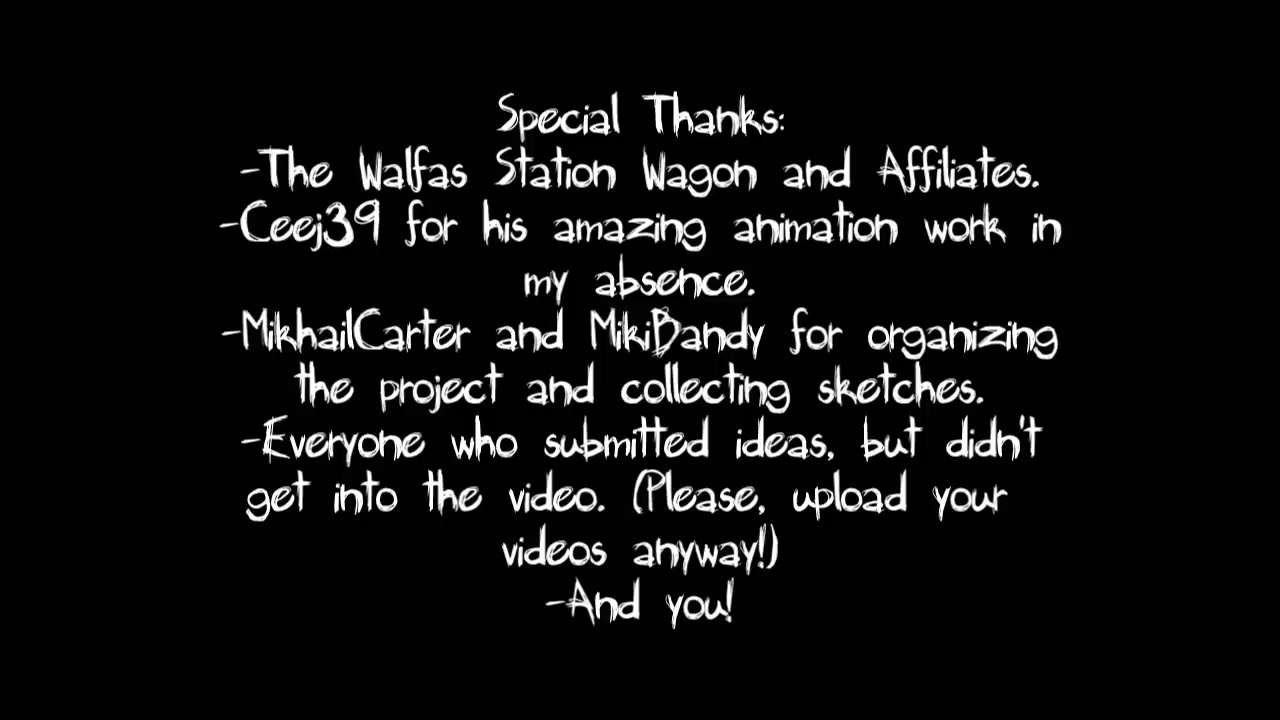 Special Thanks:
-The Walfas Station Wagon and Affiliates.
-Ceej39 for his amazing animation work in
my absence.
-MikhailCarter and MikiBandy for organizing
the project and collecting sketches.
-Everyone who submitted ideas, but didn't
get into the video. (Please, upload your
videos anyway!)
-And you!